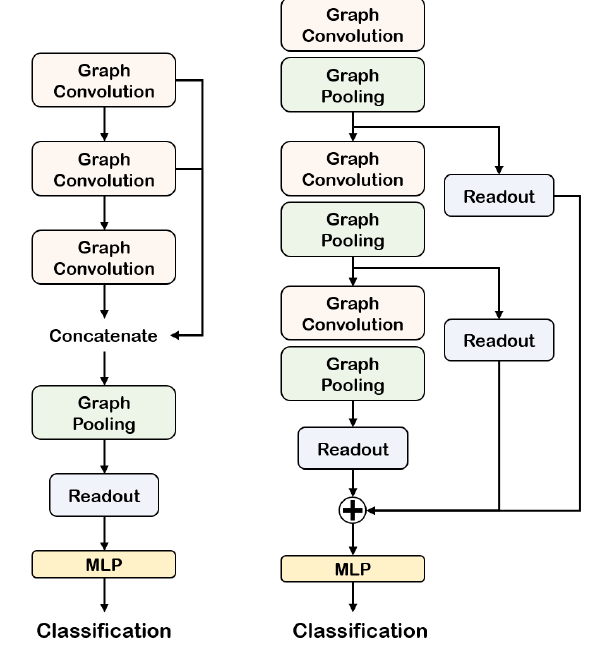 Graph
Convolution
Graph
Convolution
Graph
Convolution
Concatenate
Graph
Pooling
Readout
MLP
Classification
Graph
Convolution
Graph
Pooling
Graph
Convolution
Readout
Graph
Pooling
Graph
Convolution
Readout
Graph
Pooling
Readout
MLP
Classification